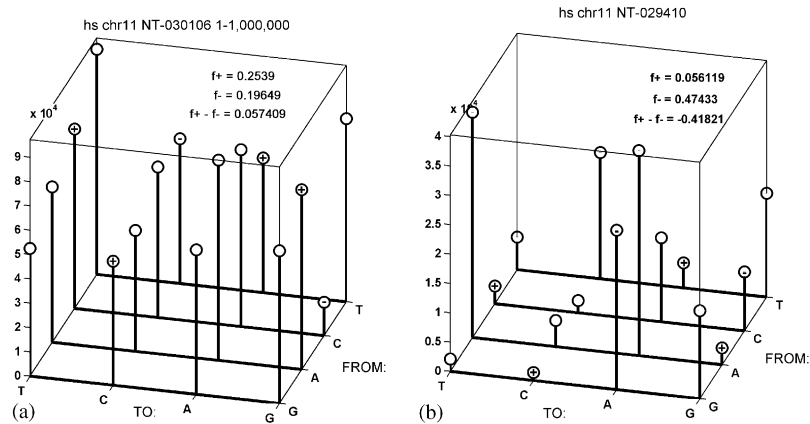 hs chr11 NT-030106 1-1,000,000
f+ = 0.2539
f- = 0.19649
f+ - f- = 0.057409
x 10^4
9
8
7
6
5
4
3
2
1
0
T
C
A
G
TO:
G
A
C
T
FROM:
(a)
hs chr11 NT-029410
f+ = 0.056119
f- = 0.47433
f+ - f- = -0.41821
4
3.5
3
2.5
2
1.5
1
0.5
0
T
C
A
G
TO:
G
A
C
T
FROM:
(b)